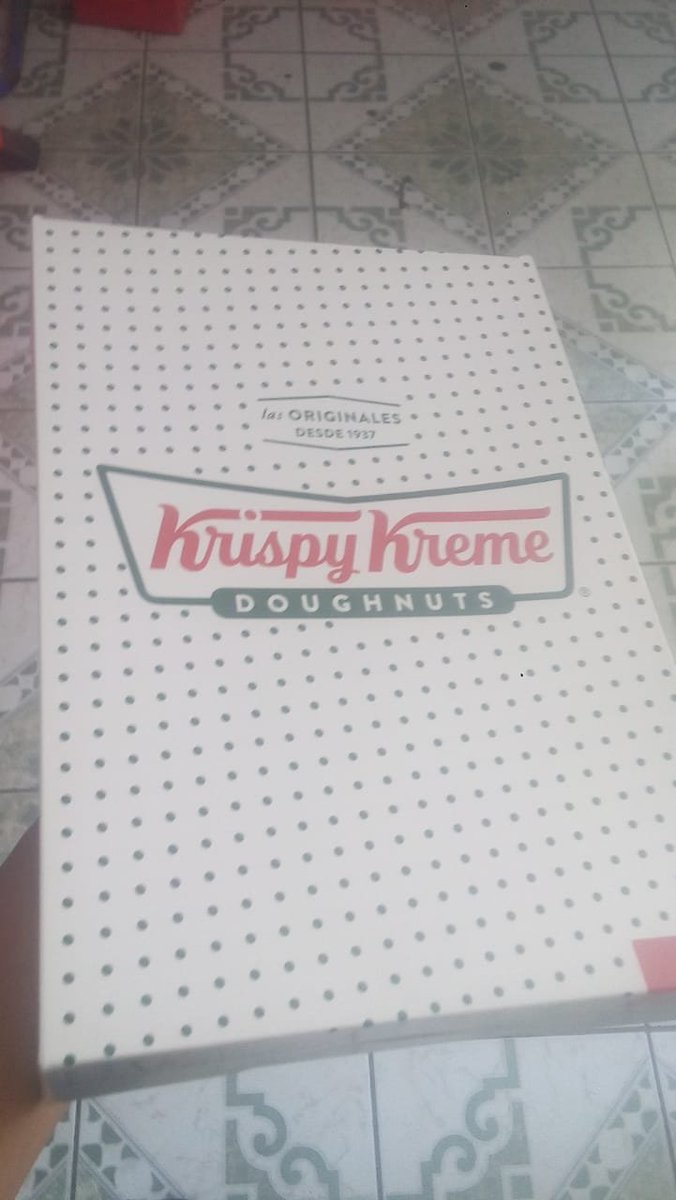 las ORIGINALES
DESDE 1937
Krispy Kreme
DOUGHNUTS
®